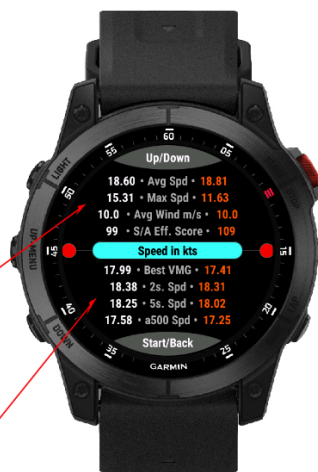 60
55
05
LIGHT
Up/Down
50
18.60 • Avg Spd • 18.81
15.31 • Max Spd • 11.63
10.0 • Avg Wind m/s • 10.0
99 • S/A Eff. Score • 109
UP.MENU
45
Speed in kts
15
17.99 • Best VMG • 17.41
18.38 • 2s. Spd • 18.31
18.25 • 5s. Spd • 18.02
17.58 • a500 Spd • 17.25
40
20
DOWN
35
Start/Back
25
GARMIN